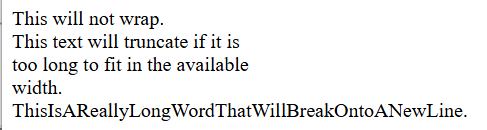 This will not wrap.
This text will truncate if it is
too long to fit in the available
width.
ThisIsAReallyLongWordThatWillBreakOntoANewLine.